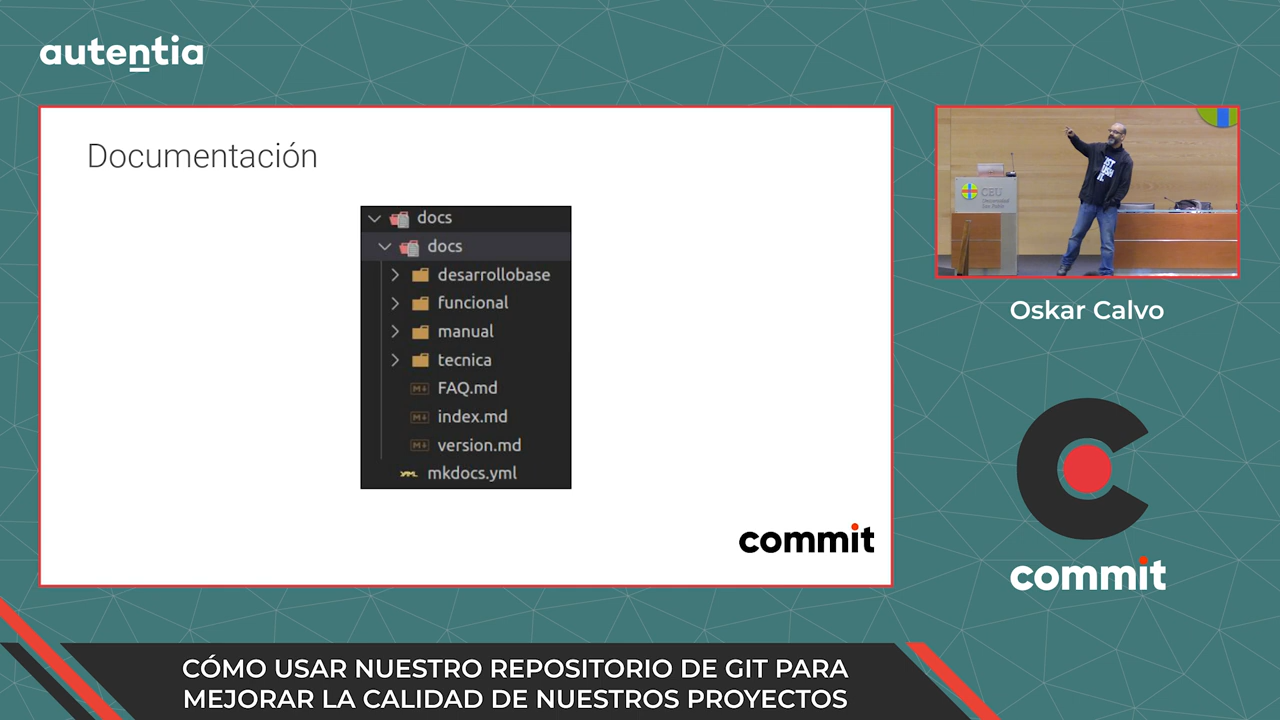 autentia
Documentación
docs
docs
desarrollobase
funcional
manual
tecnica
FAQ.md
index.md
version.md
mkdocs.yml
commit
CEU
Oskar Calvo
commit
CÓMO USAR NUESTRO REPOSITORIO DE GIT PARA
MEJORAR LA CALIDAD DE NUESTROS PROYECTOS